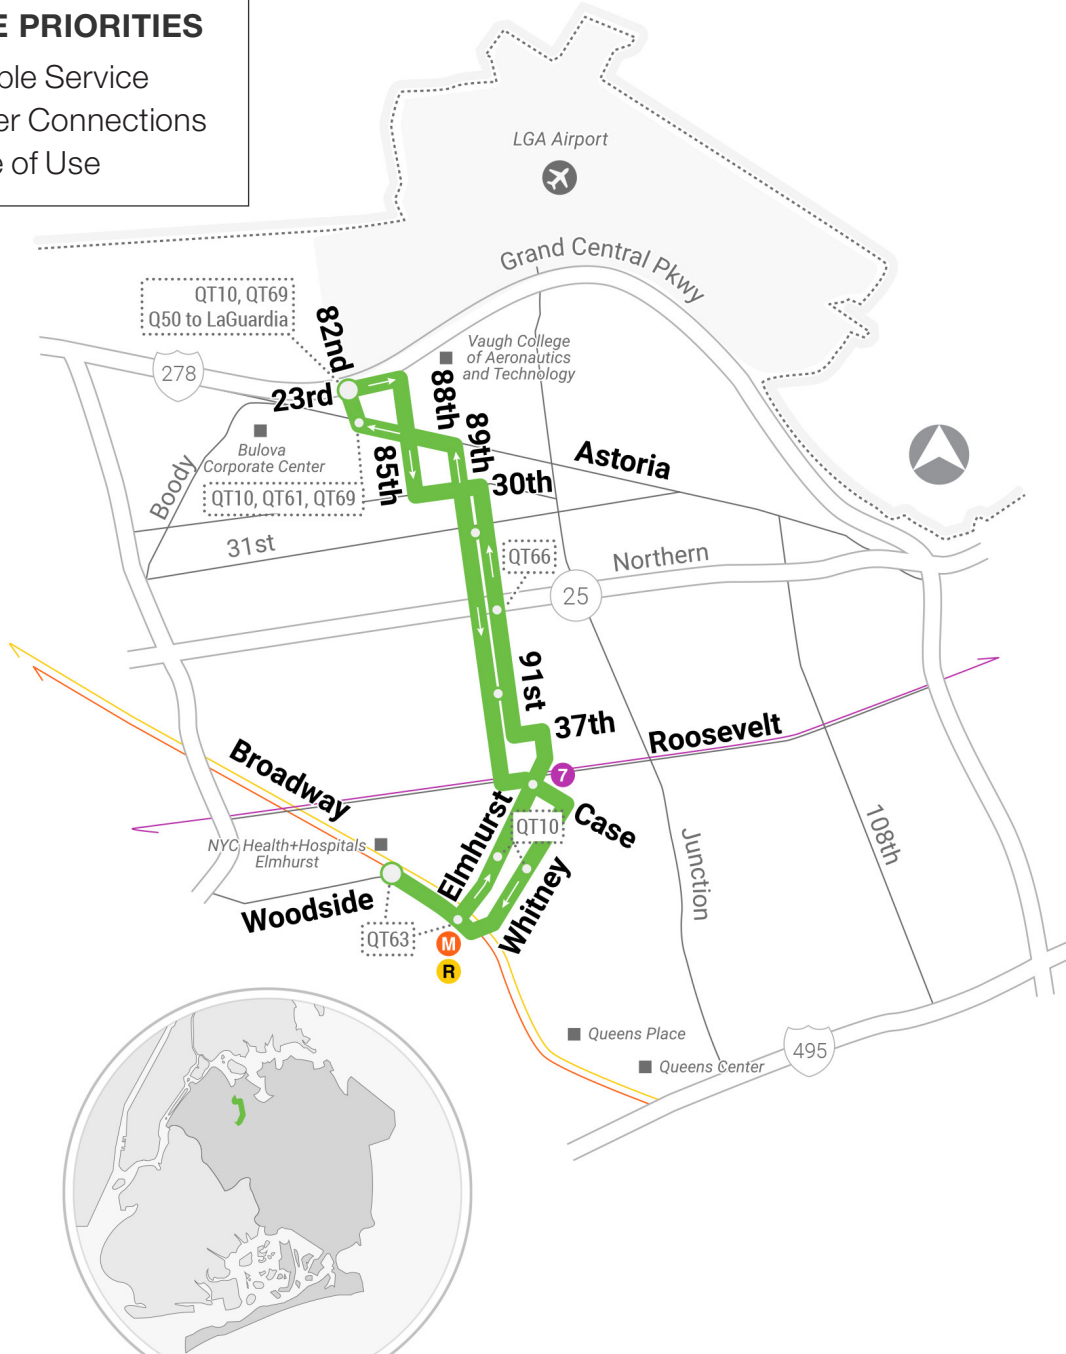 E PRIORITIES
ble Service
er Connections
e of Use
LGA Airport
Grand Central Pkwy
QT10, QT69
Q50 to LaGuardia
82nd
Vaugh College
of Aeronautics
and Technology
278
23rd
88th
89th
Bulova
Corporate Center
85th
Astoria
30th
Boody
QT10, QT61, QT69
31st
QT66
Northern
25
91st
37th
Roosevelt
Broadway
7
Elmhurst
QT10
Case
NYC Health+Hospitals
Elmhurst
Junction
108th
Woodside
Whitney
QT63
M
R
Queens Place
Queens Center
495